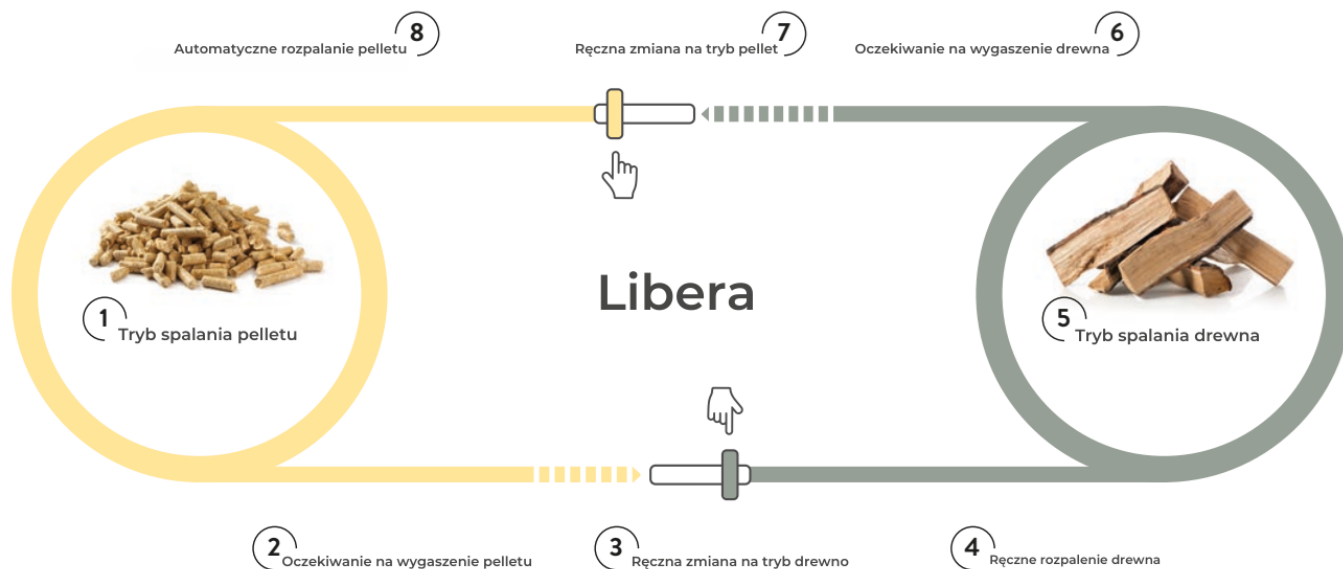 8
Automatyczne rozpalanie pelletu
7
Ręczna zmiana na tryb pellet
6
Oczekiwanie na wygaszenie drewna
Libera
1
Tryb spalania pelletu
5
Tryb spalania drewna
2
Oczekiwanie na wygaszenie pelletu
3
Ręczna zmiana na tryb drewno
4
Ręczne rozpalenie drewna